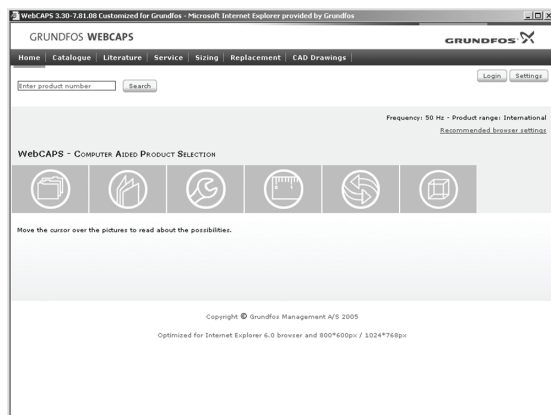 WebCAPS 3.30-7.81.08 Customized for Grundfos - Microsoft Internet Explorer provided by Grundfos
GRUNDFOS WEBCAPS
GRUNDFOS
Home | Catalogue | Literature | Service | Sizing | Replacement | CAD Drawings |
Login Settings
Enter product number Search
Frequency: 50 Hz - Product range: International
Recommended browser settings
WebCAPS - Computer Aided Product Selection
Move the cursor over the pictures to read about the possibilities.
Copyright © Grundfos Management A/S 2005
Optimized for Internet Explorer 6.0 browser and 800*600px / 1024*768px